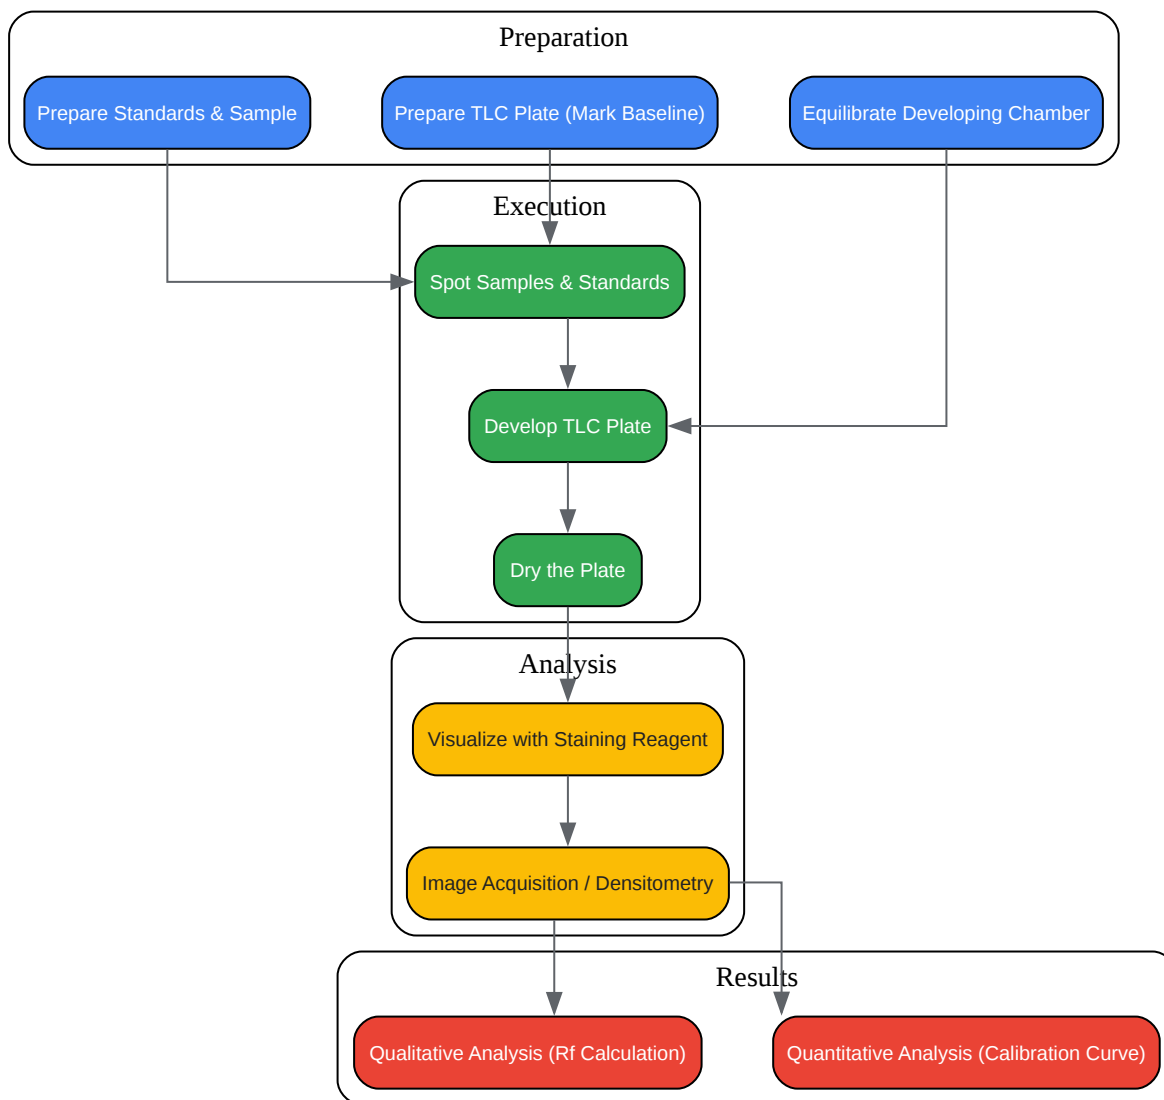 Preparation
Prepare Standards & Sample
Prepare TLC Plate (Mark Baseline)
Equilibrate Developing Chamber
Execution
Spot Samples & Standards
Develop TLC Plate
Dry the Plate
Analysis
Visualize with Staining Reagent
Image Acquisition / Densitometry
Results
Qualitative Analysis (Rf Calculation)
Quantitative Analysis (Calibration Curve)